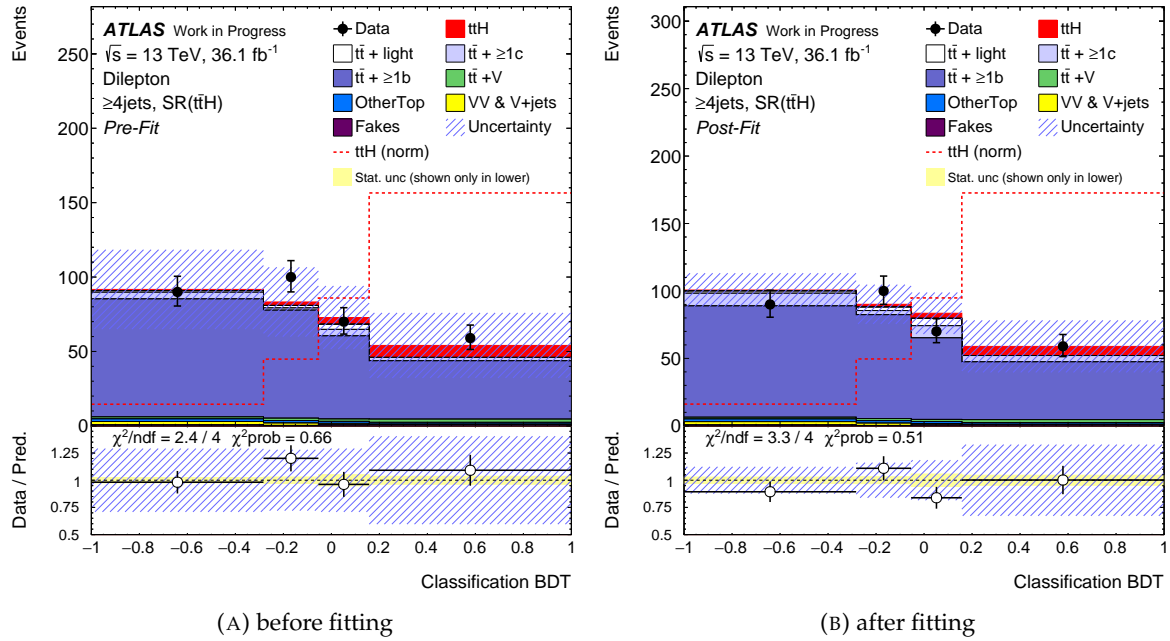 Events
ATLAS Work in Progress
√s = 13 TeV, 36.1 fb⁻¹
Dilepton
≥4jets, SR(tt̄H)
Pre-Fit
Data
ttH
tt̄ + light
tt̄ + ≥1c
tt̄ + ≥1b
tt̄ +V
OtherTop
VV & V+jets
Fakes
Uncertainty
ttH (norm)
Stat. unc (shown only in lower)
250
200
150
100
50
0
χ²/ndf = 2.4 / 4 χ²prob = 0.66
Data / Pred.
1.25
1
0.75
0.5
−1 −0.8 −0.6 −0.4 −0.2 0 0.2 0.4 0.6 0.8 1
Classification BDT
(A) before fitting
Events
ATLAS Work in Progress
√s = 13 TeV, 36.1 fb⁻¹
Dilepton
≥4jets, SR(tt̄H)
Post-Fit
Data
ttH
tt̄ + light
tt̄ + ≥1c
tt̄ + ≥1b
tt̄ +V
OtherTop
VV & V+jets
Fakes
Uncertainty
ttH (norm)
Stat. unc (shown only in lower)
300
250
200
150
100
50
0
χ²/ndf = 3.3 / 4 χ²prob = 0.51
Data / Pred.
1.25
1
0.75
0.5
−1 −0.8 −0.6 −0.4 −0.2 0 0.2 0.4 0.6 0.8 1
Classification BDT
(B) after fitting